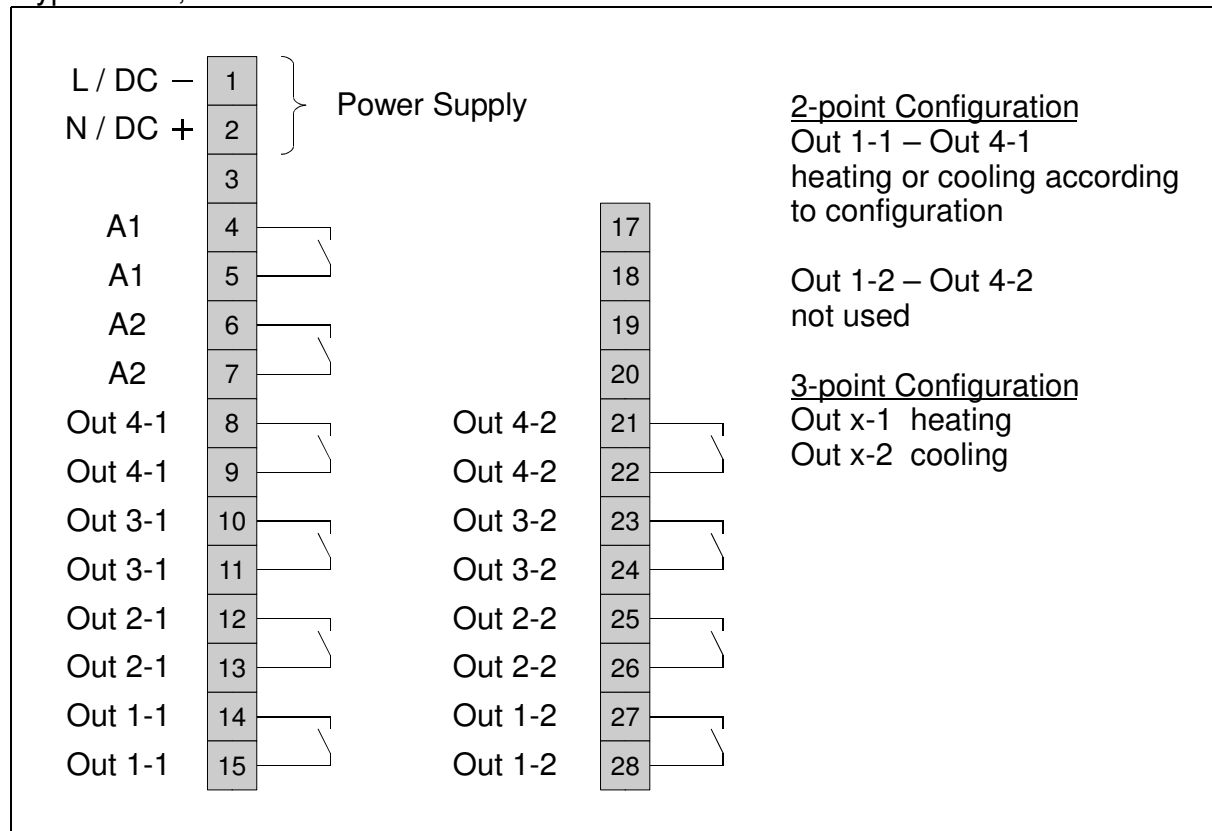 L / DC –
1
N / DC +
2
Power Supply
3
A1
4
A1
5
A2
6
A2
7
Out 4-1
8
Out 4-1
9
Out 3-1
10
Out 3-1
11
Out 2-1
12
Out 2-1
13
Out 1-1
14
Out 1-1
15
17
18
19
20
Out 4-2
21
Out 4-2
22
Out 3-2
23
Out 3-2
24
Out 2-2
25
Out 2-2
26
Out 1-2
27
Out 1-2
28
2-point Configuration
Out 1-1 – Out 4-1
heating or cooling according
to configuration
Out 1-2 – Out 4-2
not used
3-point Configuration
Out x-1 heating
Out x-2 cooling